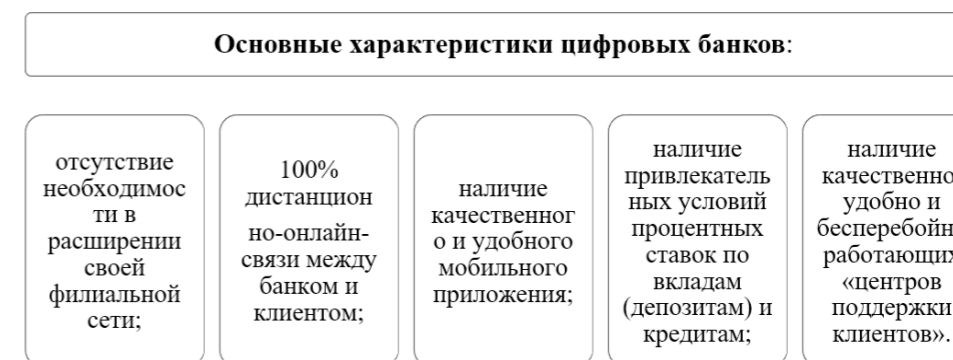 Основные характеристики цифровых банков:
отсутствие
необходимос
ти в
расширении
своей
филиальной
сети;
100%
дистанцион
но-онлайн-
связи между
банком и
клиентом;
наличие
качественног
о и удобного
мобильного
приложения;
наличие
привлекатель
ных условий
процентных
ставок по
вкладам
(депозитам) и
кредитам;
наличие
качественно
удобно и
бесперебойн
работающих
«центров
поддержки
клиентов».